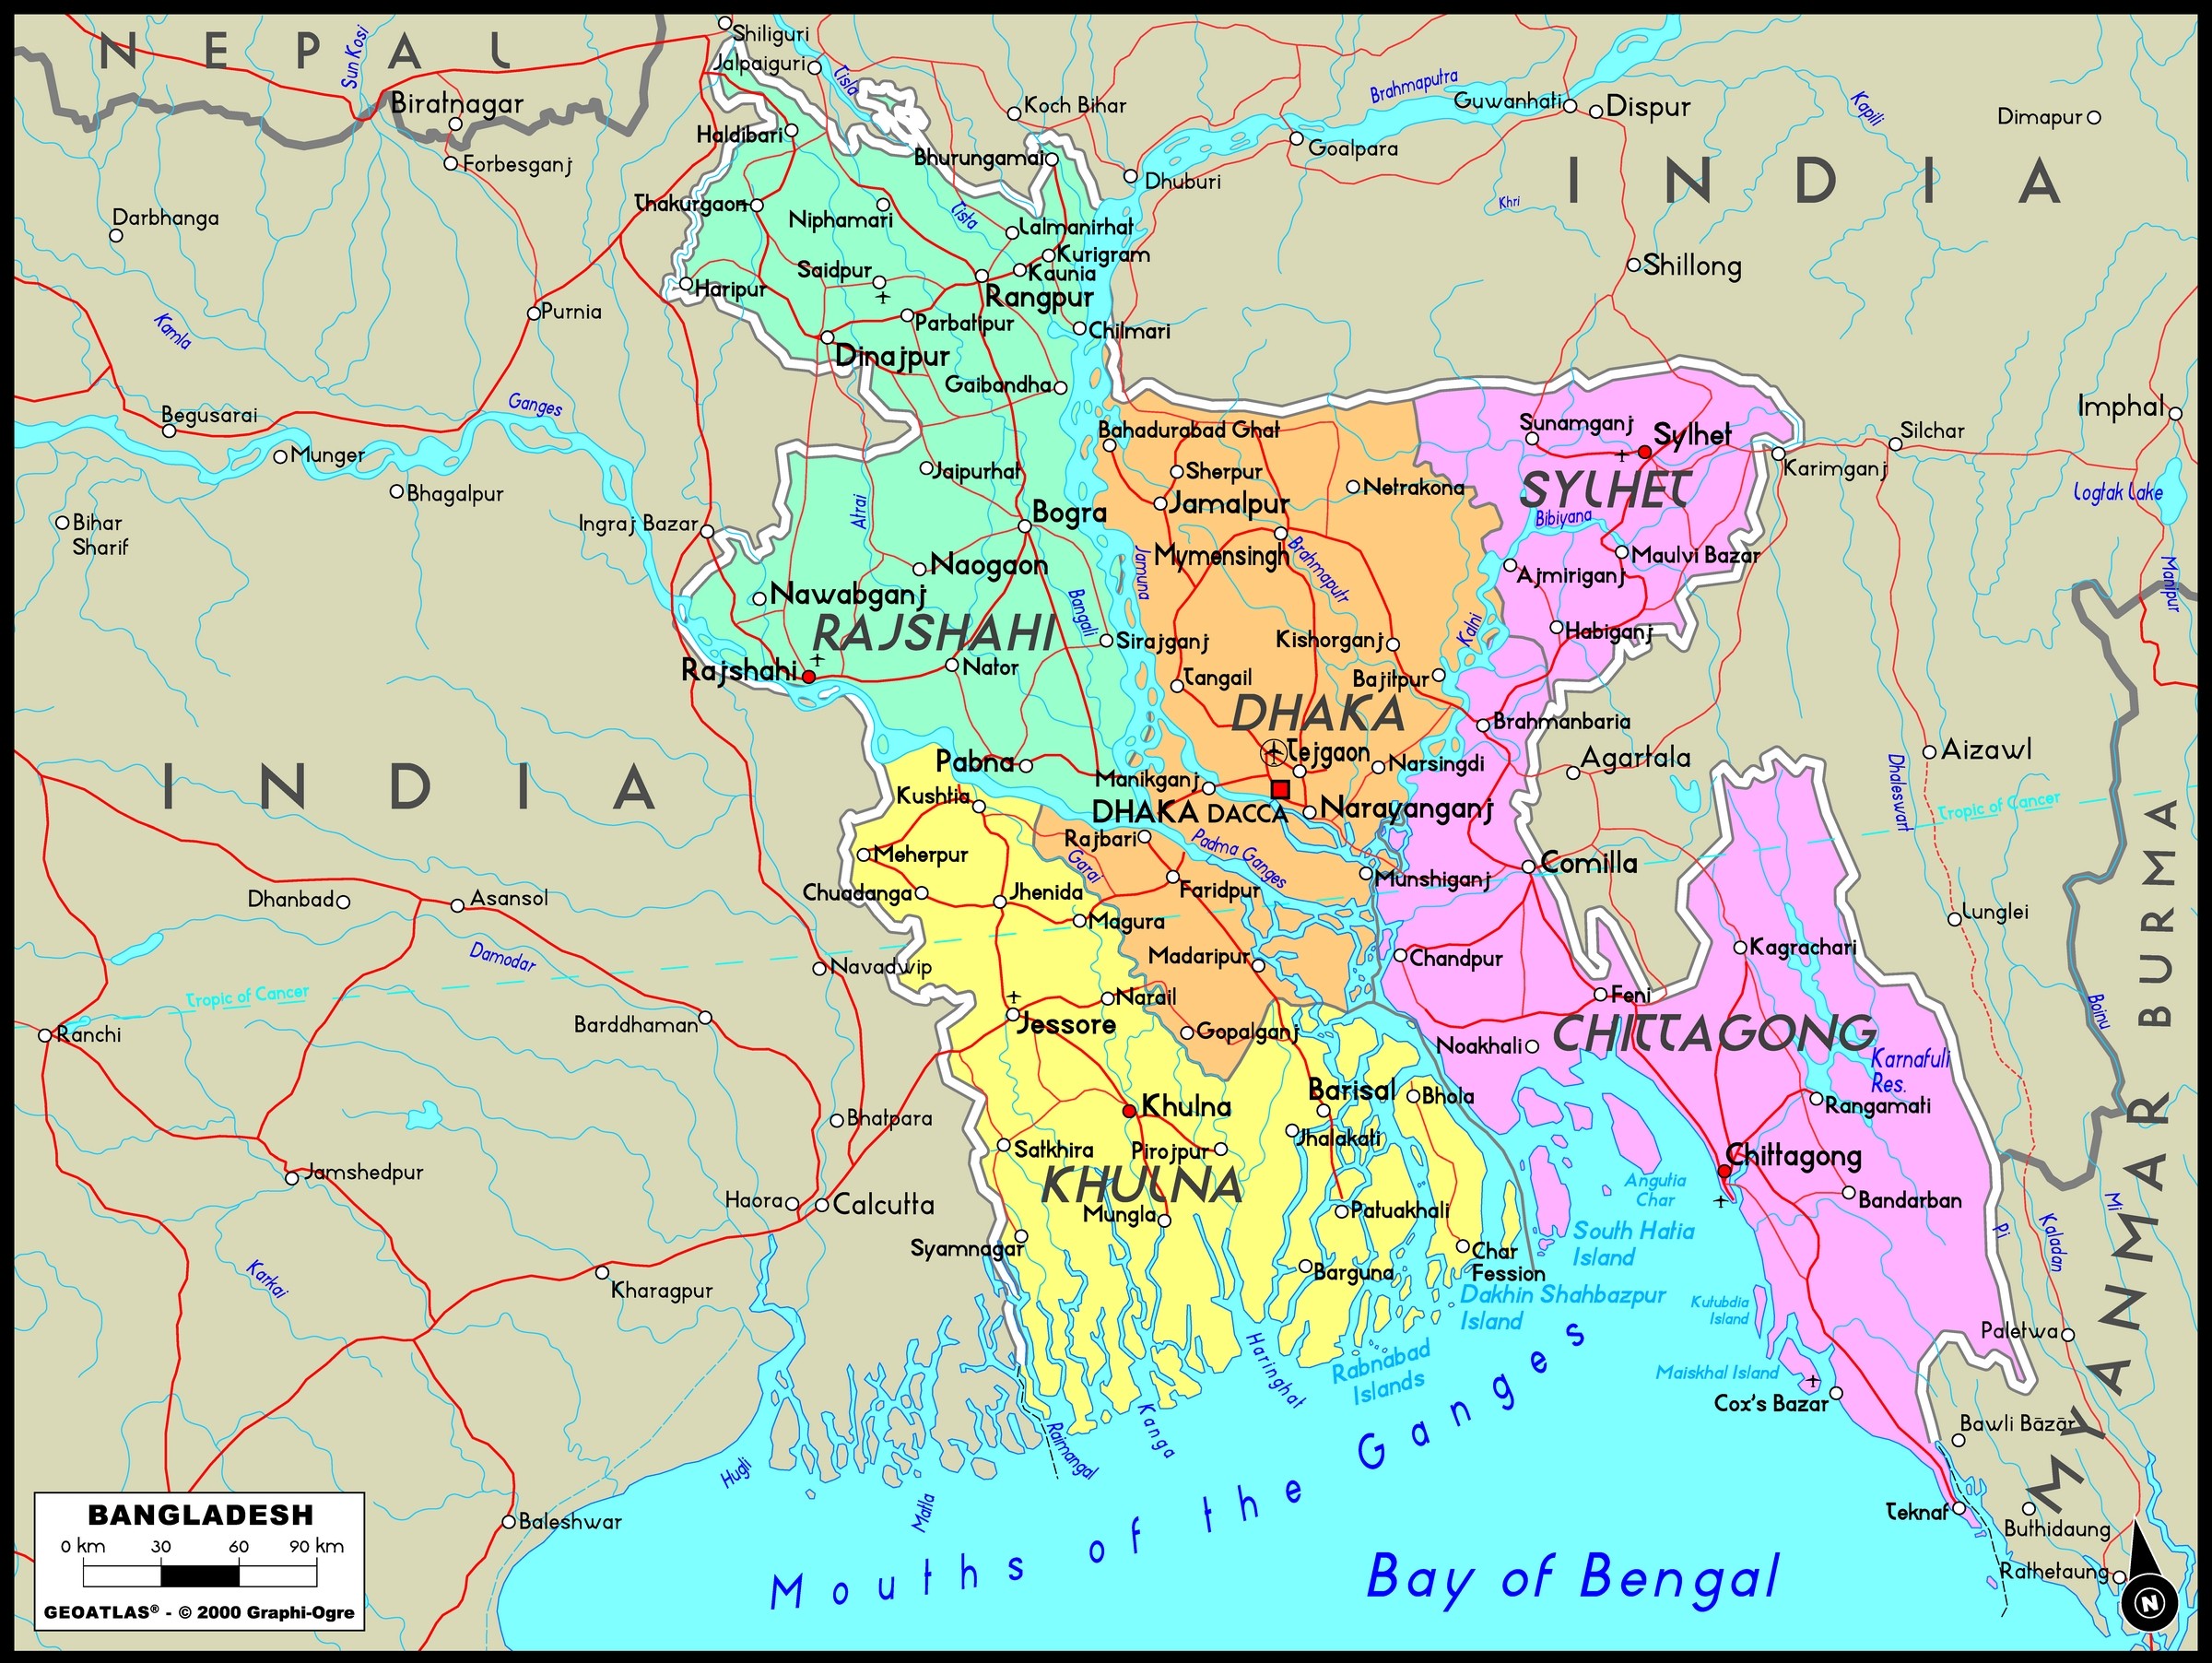 NEPAL
Sun Kosi
Shiliguri
Jalpaiguri
Tista
Biratnagar
Forbesganj
Koch Bihar
Brahmaputra
Guwanhati
Dispur
Kapili
Dimapur
Haldibari
Bhurungamai
Goalpara
Dhuburi
INDIA
Khri
Darbhanga
Thakurgaon
Niphamari
Tista
Lalmanirhat
Kurigram
Kaunia
Saidpur
Haripur
Rangpur
Shillong
Purnia
Kamla
Parbatipur
Chilmari
Dinajpur
Gaibandha
Begusarai
Ganges
Munger
Bhagalpur
Bihar
Sharif
Ingraj Bazar
Jaipurhat
Atrai
Bogra
Naogaon
Nawabganj
RAJSHAHI
Rajshahi
Nator
Bangali
Sirajganj
Jamuna
Bahadurabad Ghat
Sherpur
Jamalpur
Netrakona
Mymensingh
Brahmaputr
Kishorganj
Tangail
Bajitpur
Kalni
DHAKA
Tejgaon
Narsingdi
Manikganj
DHAKA DACCA
Narayanganj
Sunamganj
Sylhet
SYLHET
Bibiyana
Maulvi Bazar
Ajmiriganj
Habiganj
Karimganj
Silchar
Imphal
Logtak Lake
Manipur
Brahmanbaria
Agartala
Aizawl
Dhaleswart
Tropic of Cancer
INDIA
Pabna
Kushtia
Meherpur
Chuadanga
Jhenida
Magura
Rajbari
Garai
Padma Ganges
Faridpur
Munshiganj
Comilla
Lunglei
Dhanbad
Asansol
Damodar
Navadwip
Madaripur
Chandpur
Kagrachari
Tropic of Cancer
Ranchi
Barddhaman
Narail
Jessore
Gopalganj
Feni
CHITTAGONG
Noakhali
Karnafuli
Res.
Boinu
Barisal
Bhola
Khulna
Rangamati
Bhatpara
Satkhira
Pirojpur
Jhalakati
KHULNA
Chittagong
Jamshedpur
Haora
Calcutta
Mungla
Patuakhali
Angutia
Char
Bandarban
South Hatia
Island
Syamnagar
Barguna
Char
Fession
Dakhin Shahbazpur
Island
Karkai
Kharagpur
Kutubdia
Island
Mi
Pi
Kaladan
Paletwa
Haringhat
Rabnabad
Islands
Maiskhal Island
Cox's Bazar
Kanga
Raimangal
Hugli
Matla
Bawli Bāzār
Mouths of the Ganges
Teknaf
Buthidaung
Rathetaung
Bay of Bengal
MYANMAR BURMA
Baleshwar
BANGLADESH
0 km 30 60 90 km
GEOATLAS® - © 2000 Graphi-Ogre
N